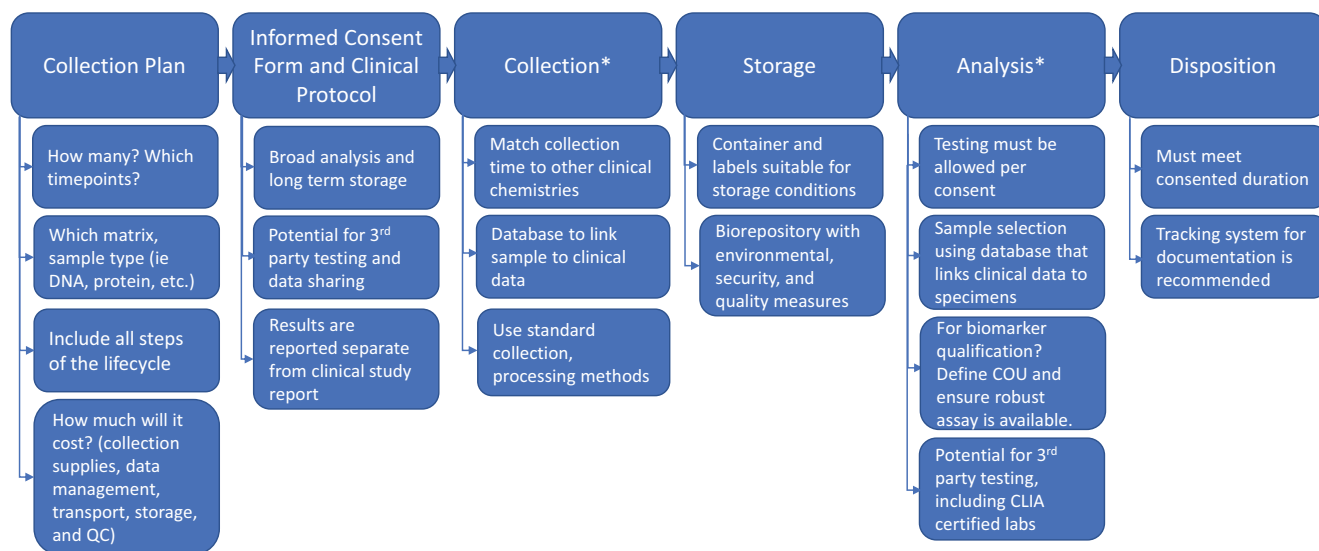 Collection Plan
Informed Consent
Form and Clinical
Protocol
Collection*
Storage
Analysis*
Disposition
How many? Which
timepoints?
Which matrix,
sample type (ie
DNA, protein, etc.)
Include all steps
of the lifecycle
How much will it
cost? (collection
supplies, data
management,
transport, storage,
and QC)
Broad analysis and
long term storage
Potential for 3rd
party testing and
data sharing
Results are
reported separate
from clinical study
report
Match collection
time to other clinical
chemistries
Database to link
sample to clinical
data
Use standard
collection,
processing methods
Container and
labels suitable for
storage conditions
Biorepository with
environmental,
security, and
quality measures
Testing must be
allowed per
consent
Sample selection
using database that
links clinical data to
specimens
For biomarker
qualification?
Define COU and
ensure robust
assay is available.
Potential for 3rd
party testing,
including CLIA
certified labs
Must meet
consented duration
Tracking system for
documentation is
recommended